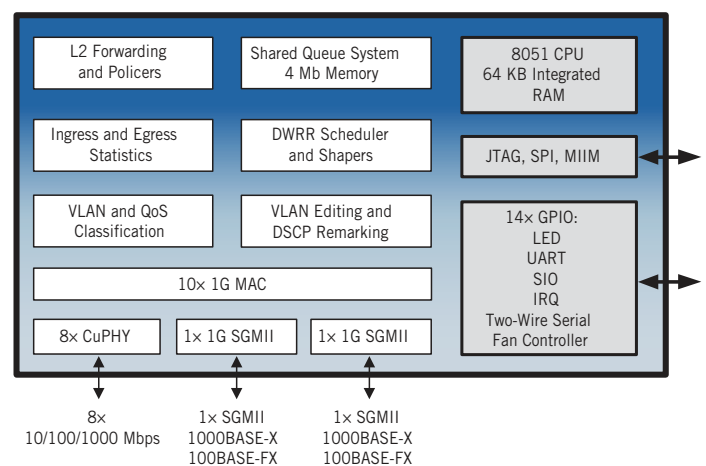 L2 Forwarding
and Policers
Shared Queue System
4 Mb Memory
8051 CPU
64 KB Integrated
RAM
Ingress and Egress
Statistics
DWRR Scheduler
and Shapers
JTAG, SPI, MIIM
VLAN and QoS
Classification
VLAN Editing and
DSCP Remarking
14× GPIO:
LED
UART
SIO
IRQ
Two-Wire Serial
Fan Controller
10× 1G MAC
8× CuPHY
1× 1G SGMII
1× 1G SGMII
8×
10/100/1000 Mbps
1× SGMII
1000BASE-X
100BASE-FX
1× SGMII
1000BASE-X
100BASE-FX